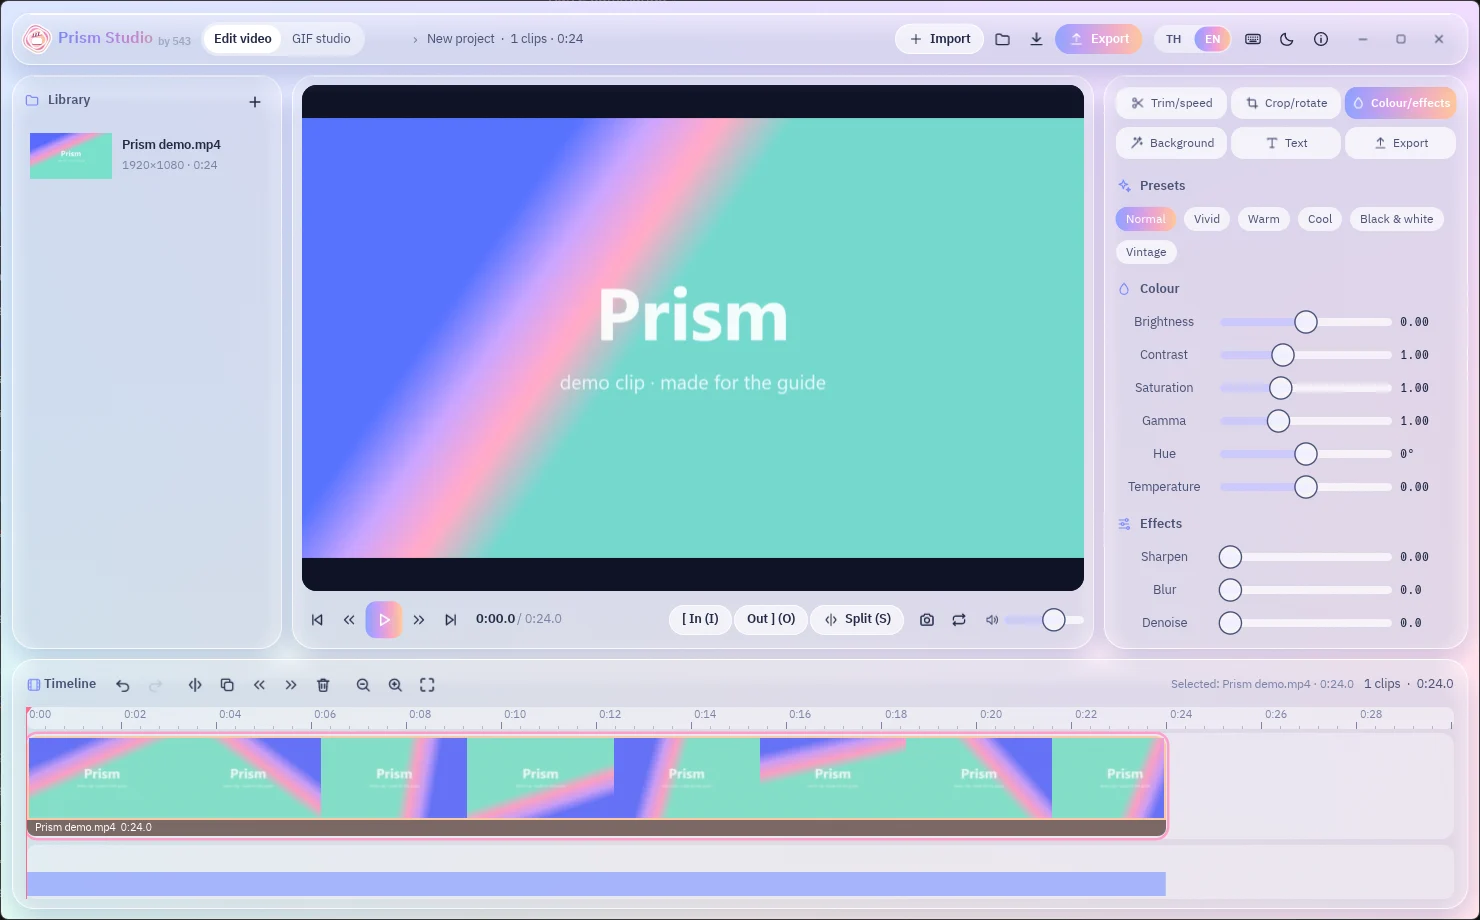 Prism Studio by 543
Edit video
GIF studio
› New project · 1 clips · 0:24
Import
Export
TH
EN
Library
Prism demo.mp4
1920×1080 · 0:24
Prism
Prism
demo clip · made for the guide
Trim/speed
Crop/rotate
Colour/effects
Background
Text
Export
Presets
Normal
Vivid
Warm
Cool
Black & white
Vintage
Colour
Brightness 0.00
Contrast 1.00
Saturation 1.00
Gamma 1.00
Hue 0°
Temperature 0.00
Effects
Sharpen 0.00
Blur 0.0
Denoise 0.0
0:00.0 / 0:24.0
[ In (I)
Out ] (O)
Split (S)
Timeline
Selected: Prism demo.mp4 · 0:24.0
1 clips · 0:24.0
0:00 0:02 0:04 0:06 0:08 0:10 0:12 0:14 0:16 0:18 0:20 0:22 0:24 0:26 0:28
Prism Prism Prism Prism Prism Prism Prism Prism
Prism demo.mp4 0:24.0